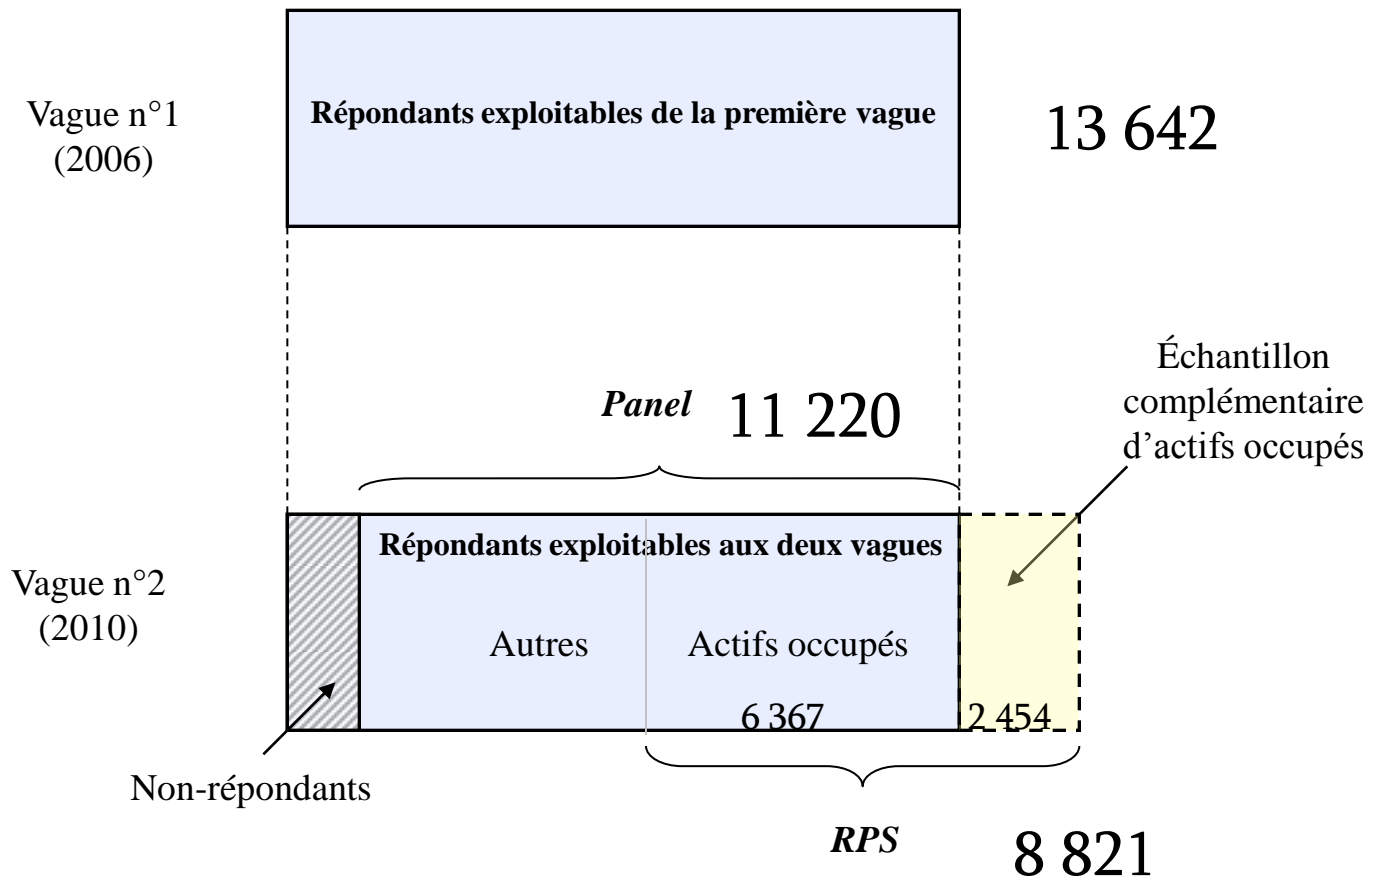 Vague n°1
(2006)
Répondants exploitables de la première vague
13 642
Échantillon
complémentaire
d’actifs occupés
Panel 11 220
Répondants exploitables aux deux vagues
Vague n°2
(2010)
Autres
Actifs occupés
6 367
2 454
Non-répondants
RPS
8 821